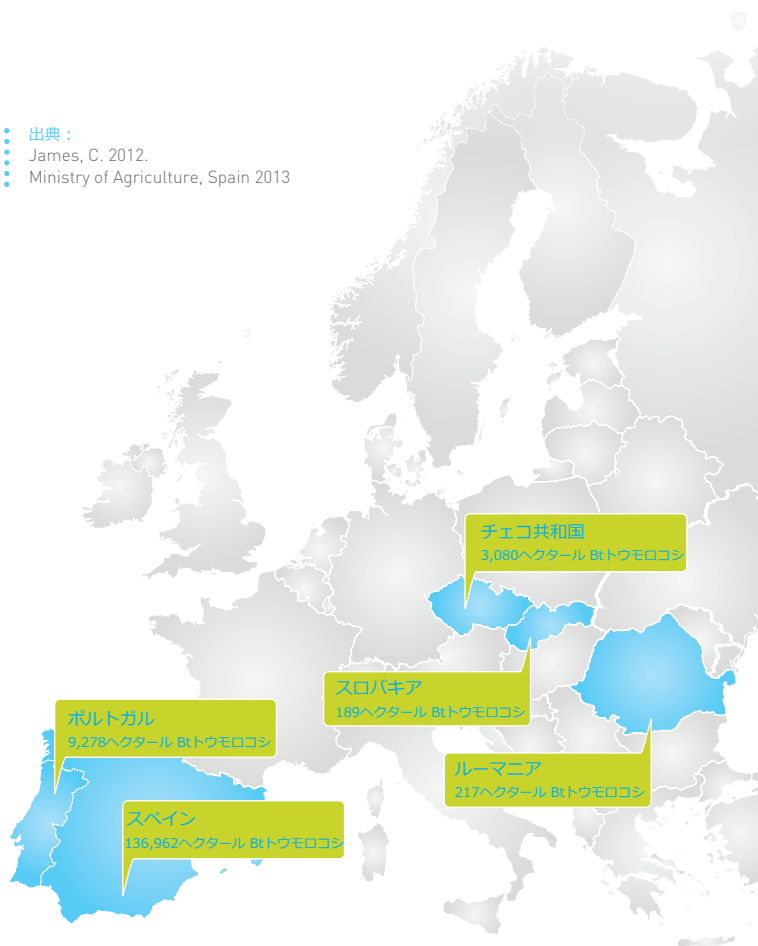 出典：
James, C. 2012.
Ministry of Agriculture, Spain 2013
チェコ共和国
3,080ヘクタール Btトウモロコシ
スロバキア
189ヘクタール Btトウモロコシ
ポルトガル
9,278ヘクタール Btトウモロコシ
ルーマニア
217ヘクタール Btトウモロコシ
スペイン
136,962ヘクタール Btトウモロコシ